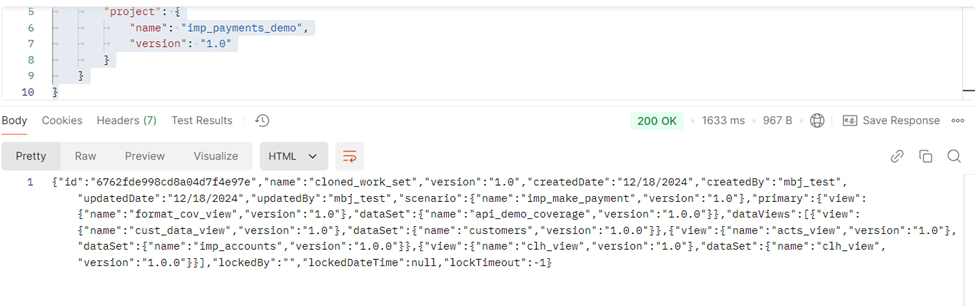 5 "project": {
6 "name": "imp_payments_demo",
7 "version": "1.0"
8 }
9 }
10 }
Body Cookies Headers (7) Test Results 200 OK • 1633 ms • 967 B • Save Response
Pretty Raw Preview Visualize HTML
1 {"id":"6762fde998cd8a04d7f4e97e","name":"cloned_work_set","version":"1.0","createdDate":"12/18/2024","createdBy":"mbj_test",
"updatedDate":"12/18/2024","updatedBy":"mbj_test","scenario":{"name":"imp_make_payment","version":"1.0"},"primary":{"view":
{"name":"format_cov_view","version":"1.0"},"dataSet":{"name":"api_demo_coverage","version":"1.0.0"}},"dataViews":[{"view":
{"name":"cust_data_view","version":"1.0"},"dataSet":{"name":"customers","version":"1.0.0"}},{"view":{"name":"acts_view","version":"1.0"},
"dataSet":{"name":"imp_accounts","version":"1.0.0"}},{"view":{"name":"clh_view","version":"1.0"},"dataSet":{"name":"clh_view",
"version":"1.0.0"}}],"lockedBy":"","lockedDateTime":null,"lockTimeout":-1}